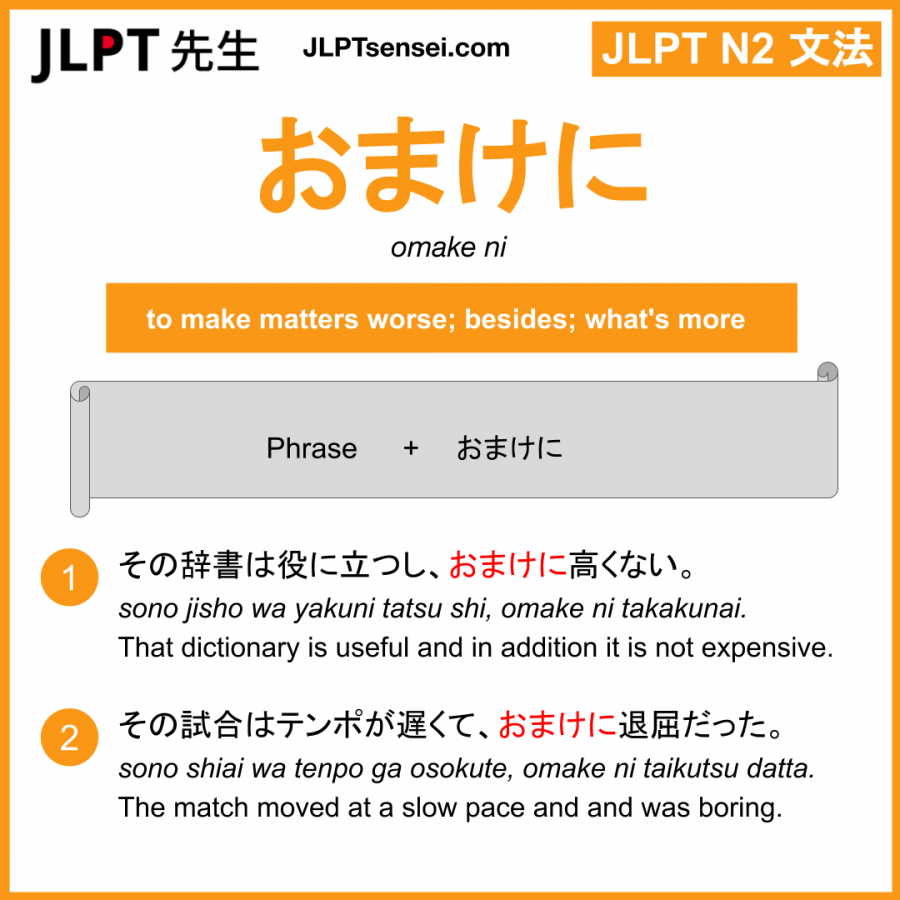 JLPT 先生
JLPTsensei.com
JLPT N2 文法
おまけに
omake ni
to make matters worse; besides; what's more
Phrase + おまけに
1
その辞書は役に立つし、おまけに高くない。
sono jisho wa yakuni tatsu shi, omake ni takakunai.
That dictionary is useful and in addition it is not expensive.
2
その試合はテンポが遅くて、おまけに退屈だった。
sono shiai wa tenpo ga osokute, omake ni taikutsu datta.
The match moved at a slow pace and and was boring.